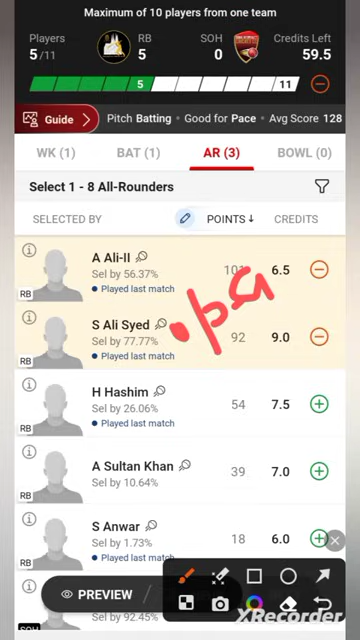 Maximum of 10 players from one team
Players
5/11
RB
5
SOH
0
Credits Left
59.5
5
11
Guide
Pitch Batting • Good for Pace • Avg Score 128
WK (1) BAT (1) AR (3) BOWL (0)
Select 1 - 8 All-Rounders
SELECTED BY POINTS↓ CREDITS
A Ali-II
Sel by 56.37%
Played last match
RB
101 6.5
S Ali Syed
Sel by 77.77%
Played last match
RB
92 9.0
H Hashim
Sel by 26.06%
Played last match
RB
54 7.5
A Sultan Khan
Sel by 10.64%
RB
39 7.0
S Anwar
Sel by 1.73%
Played last match
RB
18 6.0
PREVIEW
SOH
92.45%
XRecorder